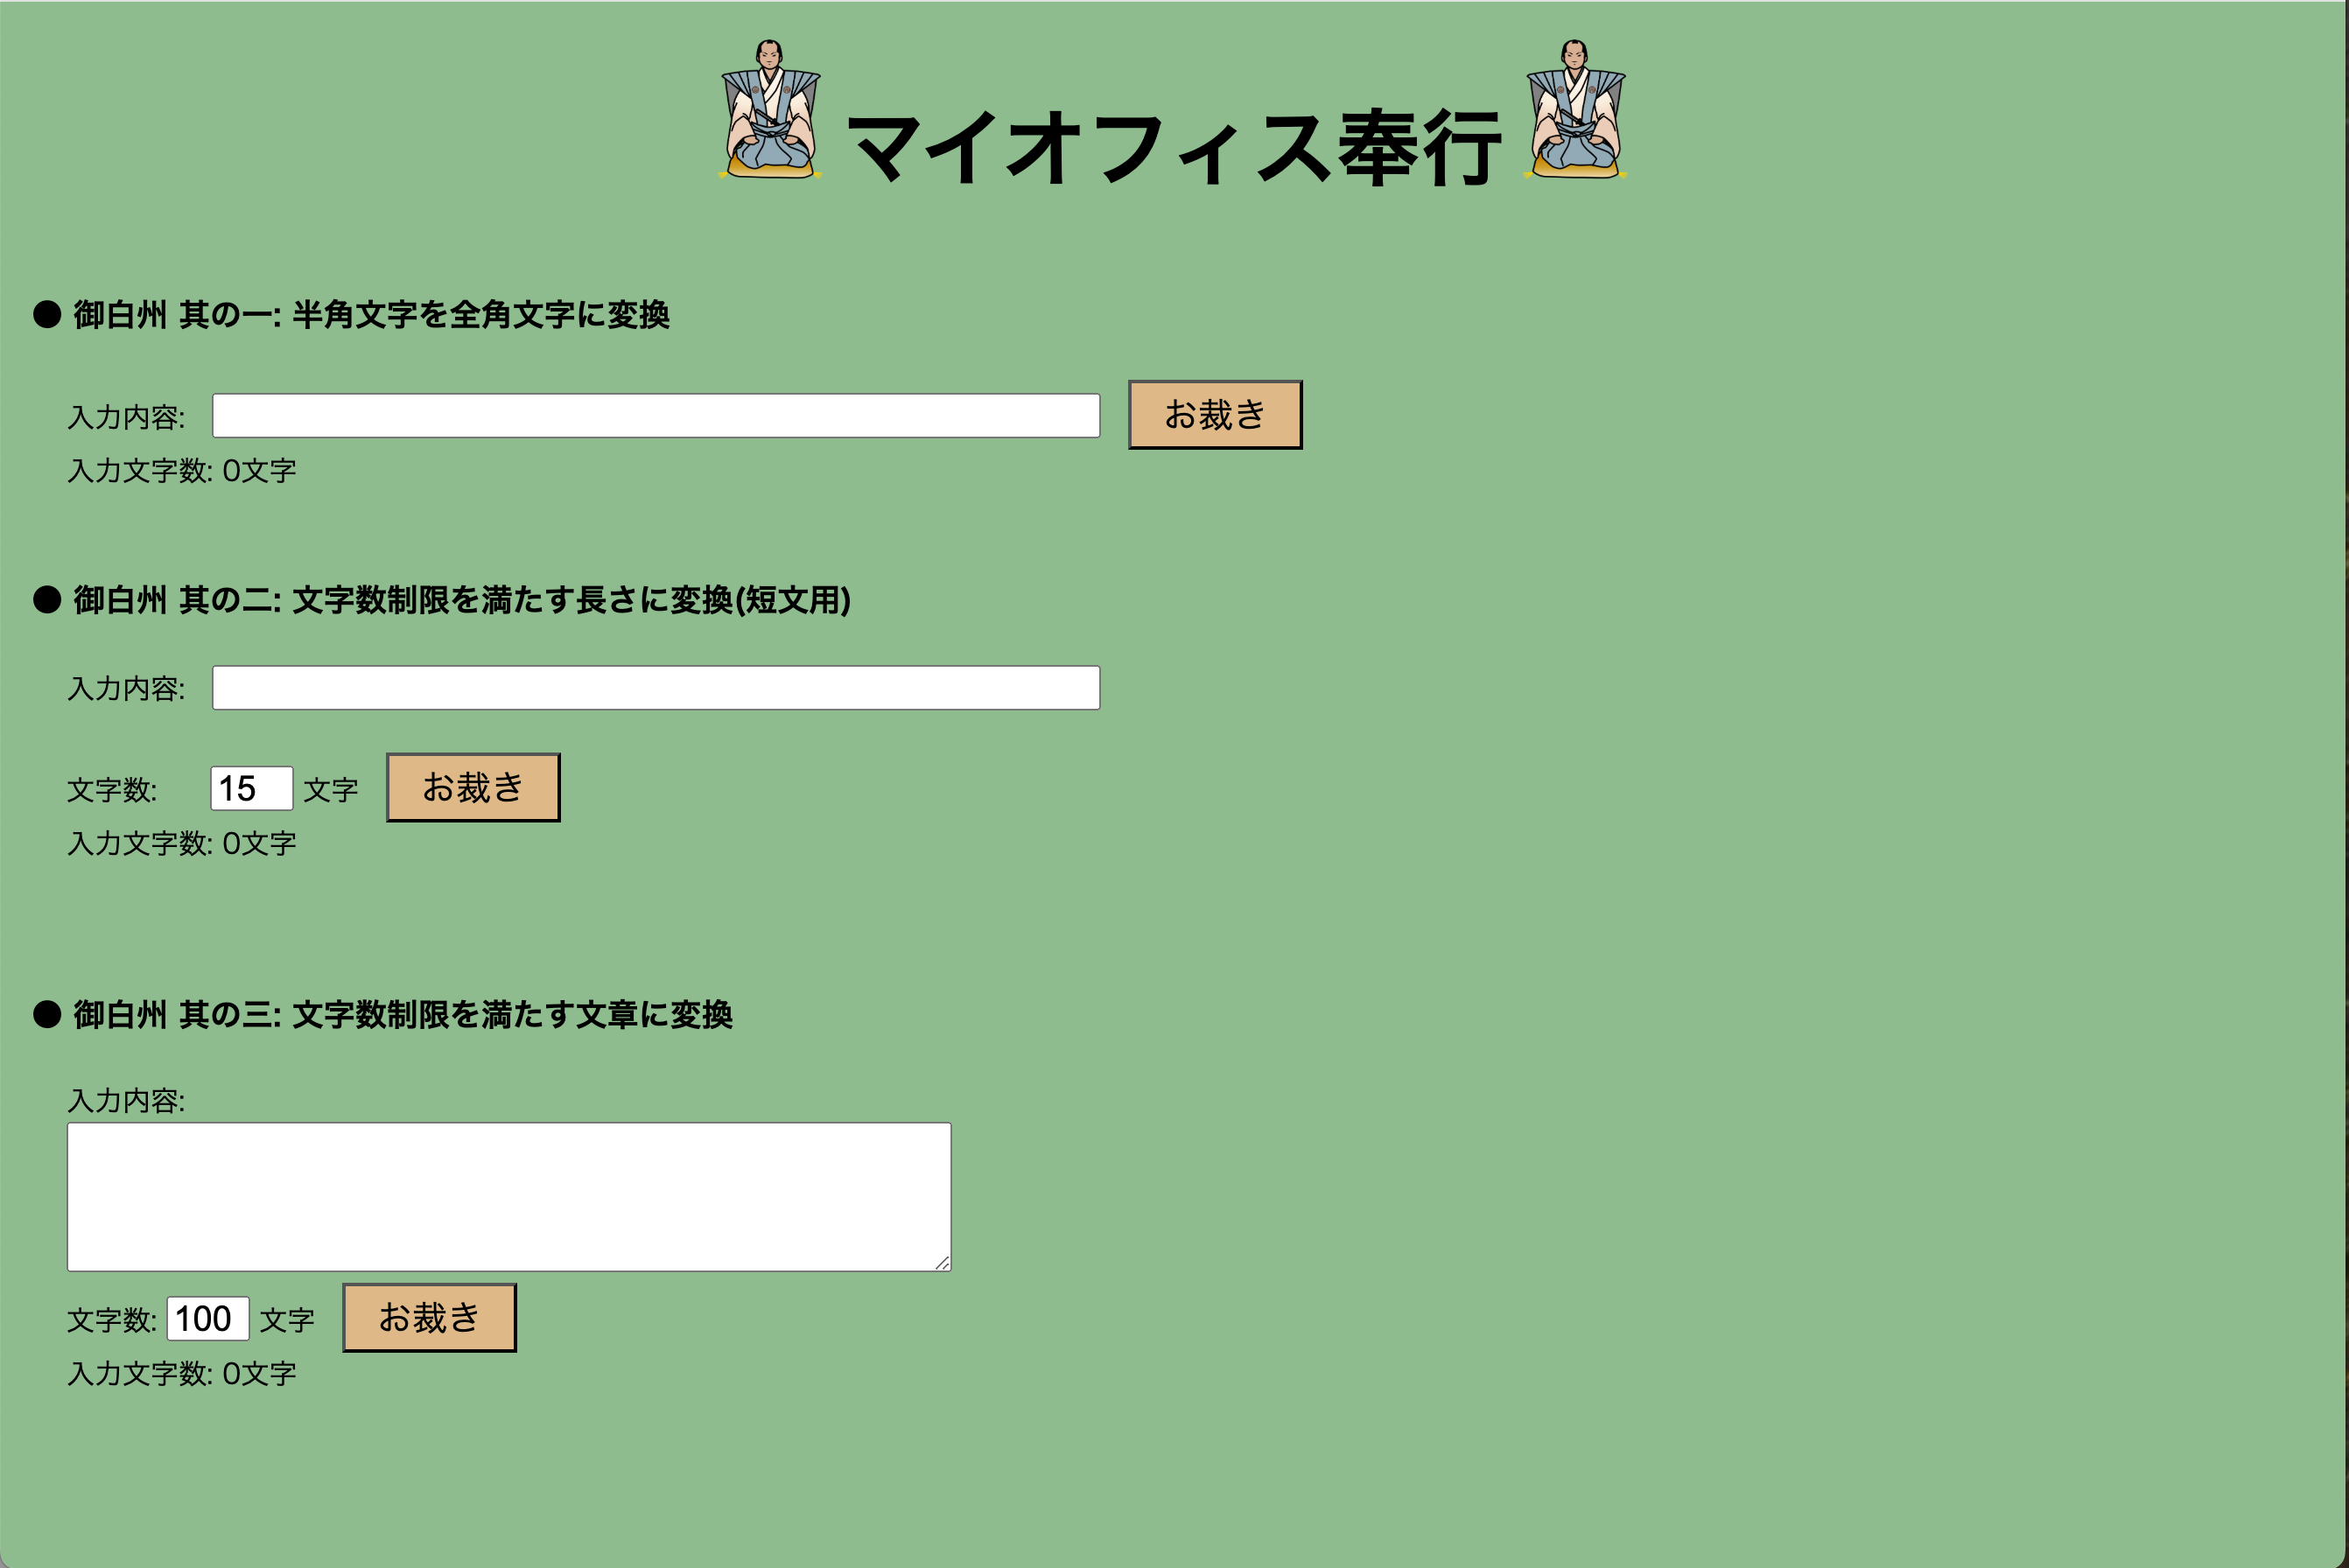 マイオフィス奉行
● 御白州 其の一: 半角文字を全角文字に変換
入力内容: お裁き
入力文字数: 0文字
● 御白州 其の二: 文字数制限を満たす長さに変換(短文用)
入力内容:
文字数: 15 文字 お裁き
入力文字数: 0文字
● 御白州 其の三: 文字数制限を満たす文章に変換
入力内容:
文字数: 100 文字 お裁き
入力文字数: 0文字